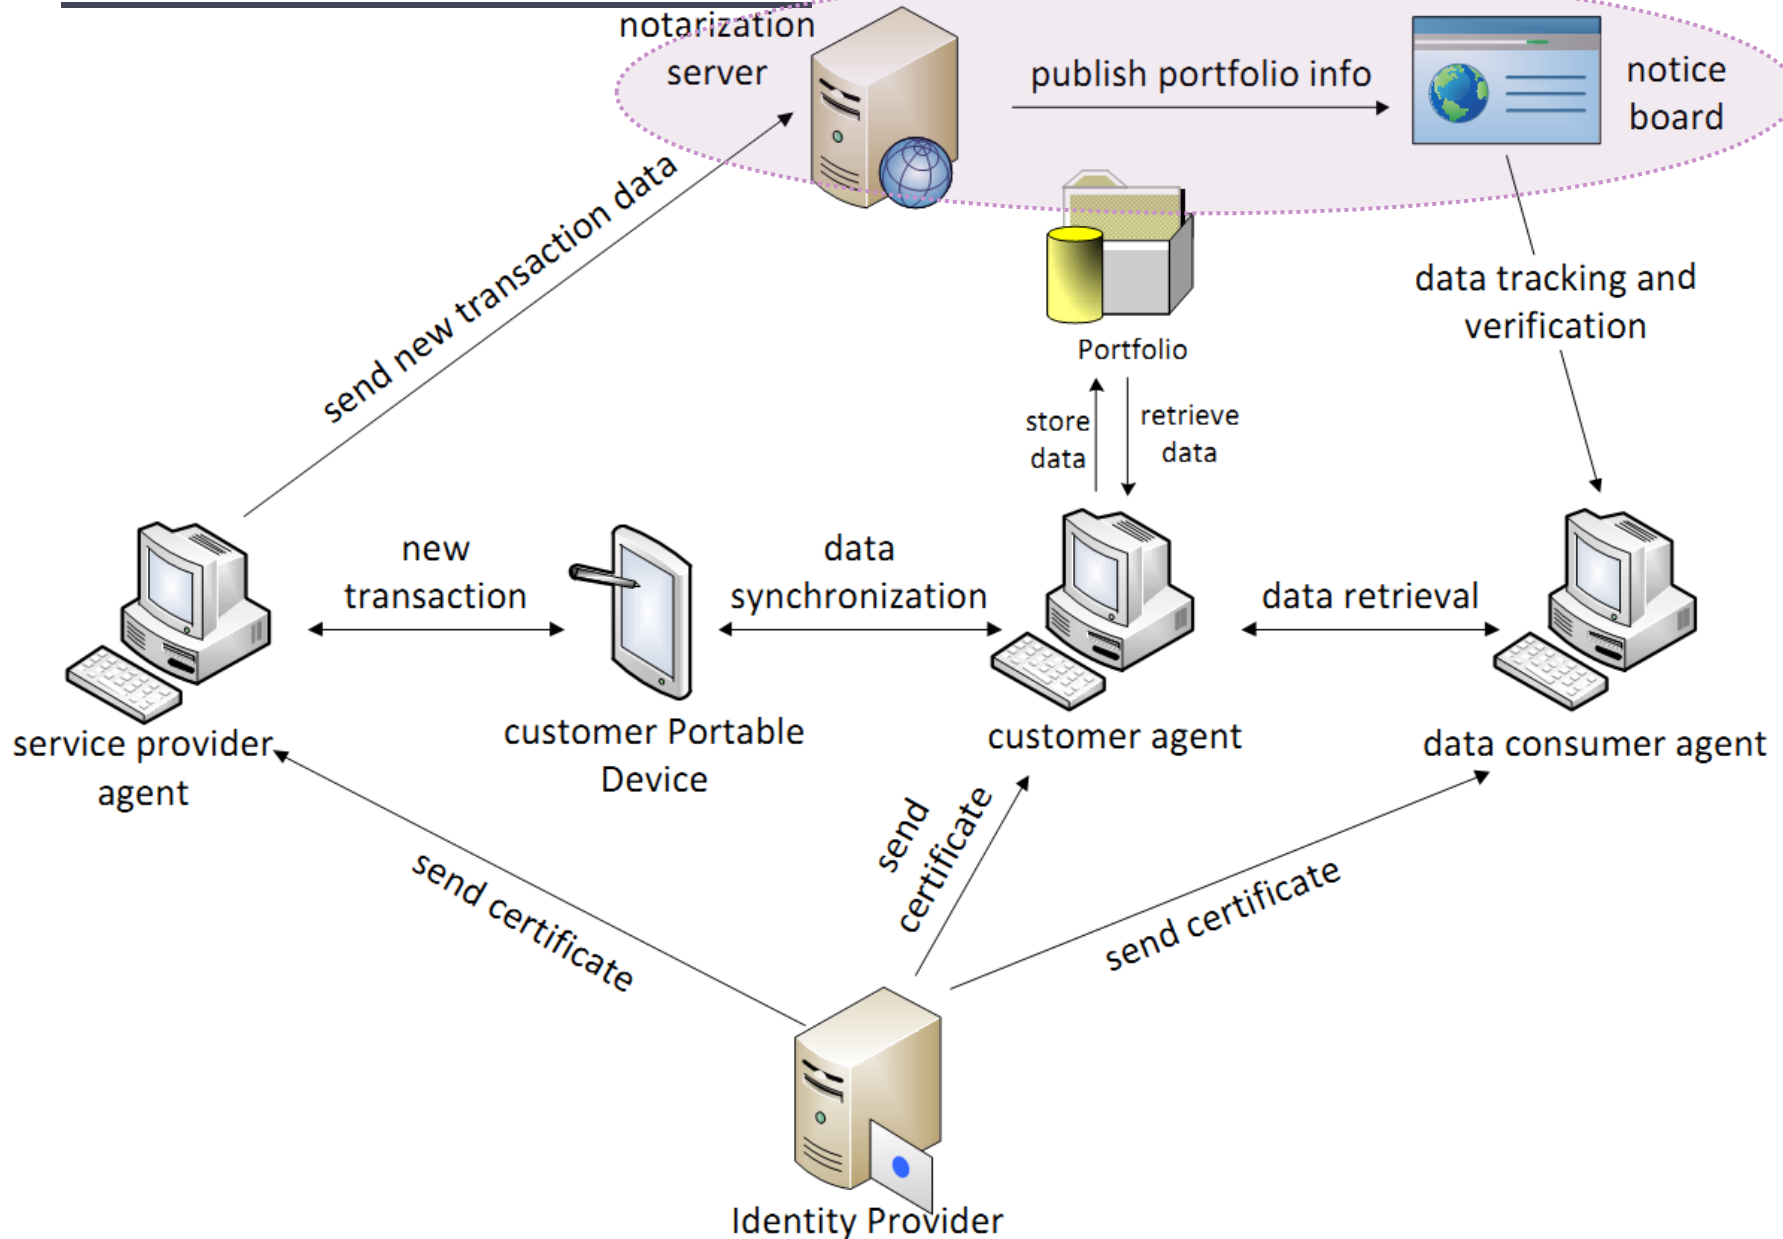 notarization
server
publish portfolio info
notice
board
send new transaction data
data tracking and
verification
Portfolio
store
data
retrieve
data
new
transaction
data
synchronization
data retrieval
service provider
agent
customer Portable
Device
customer agent
data consumer agent
send certificate
send
certificate
send certificate
Identity Provider